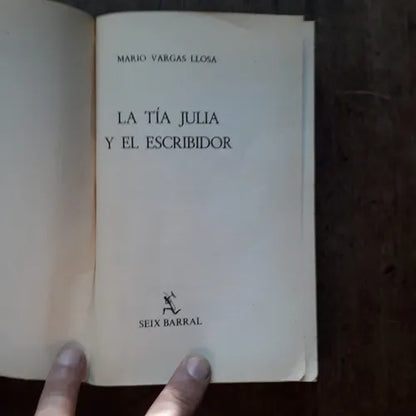 MARIO VARGAS LLOSA
LA TÍA JULIA
Y EL ESCRIBIDOR
SEIX BARRAL